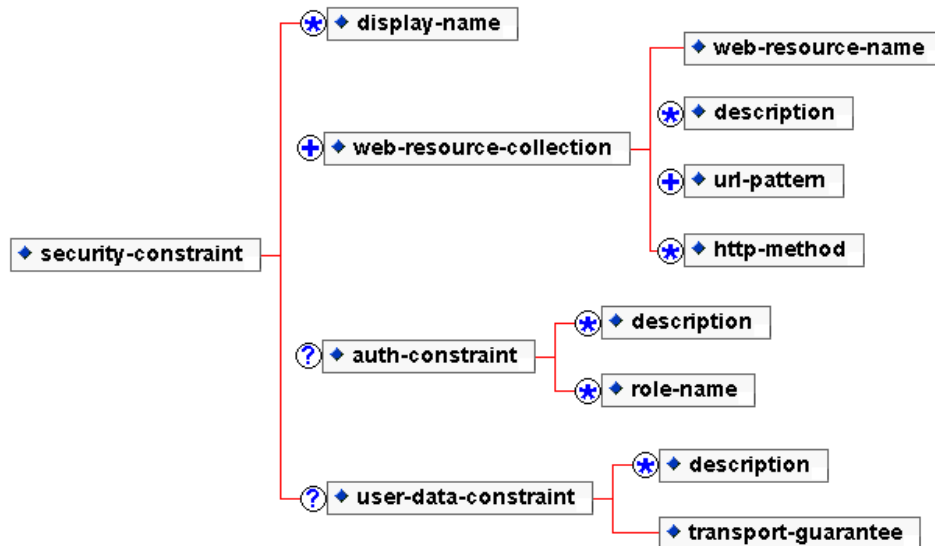 display-name
web-resource-name
description
web-resource-collection
url-pattern
http-method
security-constraint
description
auth-constraint
role-name
description
user-data-constraint
transport-guarantee